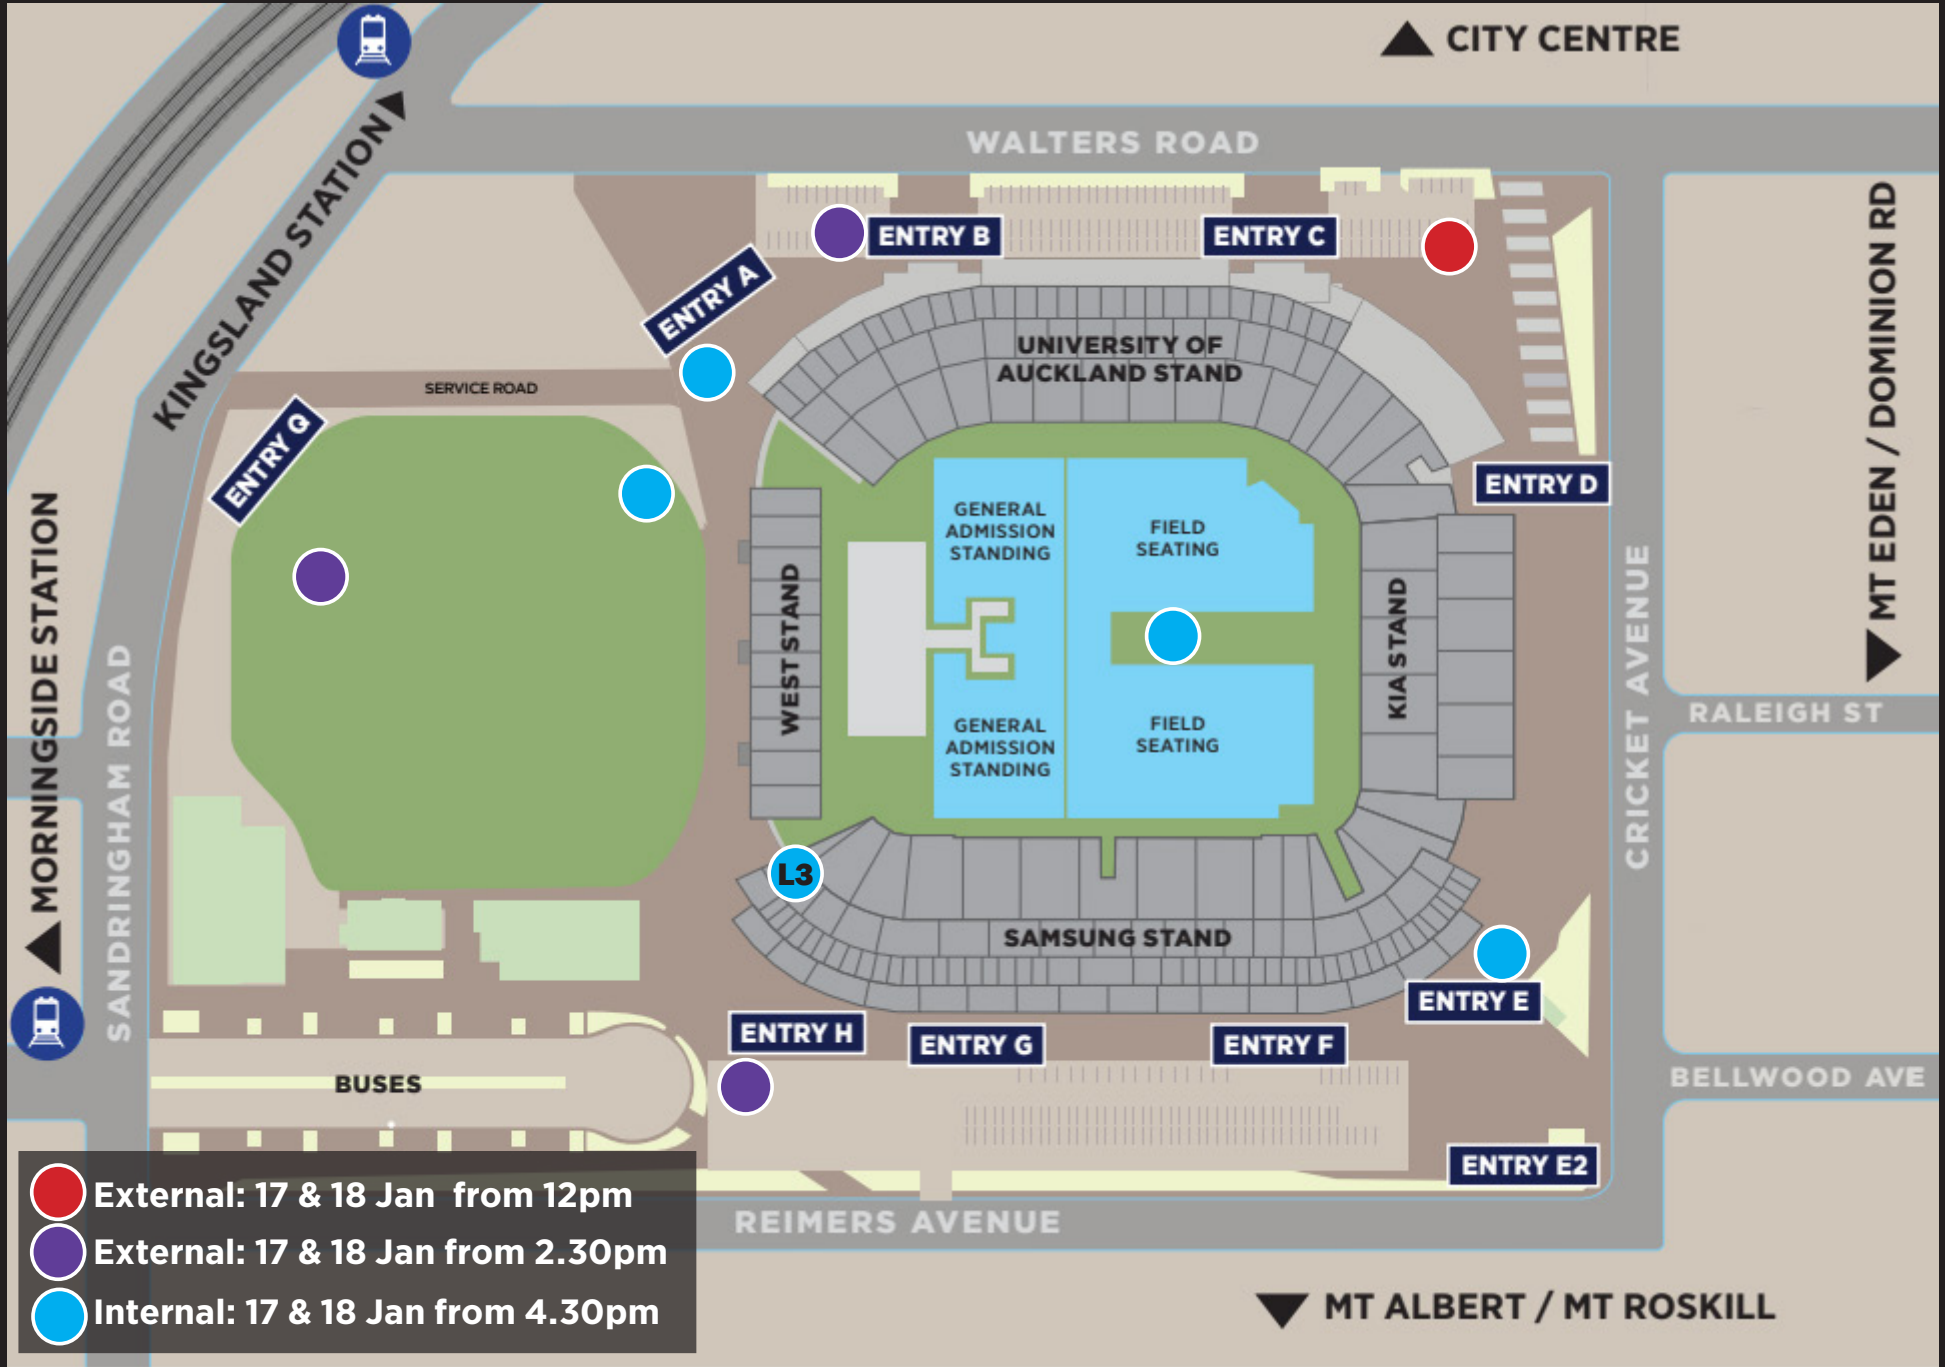 CITY CENTRE
WALTERS ROAD
KINGSLAND STATION
MT EDEN / DOMINION RD
ENTRY B
ENTRY C
ENTRY A
UNIVERSITY OF
AUCKLAND STAND
SERVICE ROAD
ENTRY Q
ENTRY D
GENERAL
ADMISSION
STANDING
FIELD
SEATING
MORNINGSIDE STATION
SANDRINGHAM ROAD
WEST STAND
KIA STAND
CRICKET AVENUE
RALEIGH ST
GENERAL
ADMISSION
STANDING
FIELD
SEATING
L3
SAMSUNG STAND
ENTRY E
ENTRY H
ENTRY G
ENTRY F
BUSES
BELLWOOD AVE
ENTRY E2
External: 17 & 18 Jan from 12pm
External: 17 & 18 Jan from 2.30pm
Internal: 17 & 18 Jan from 4.30pm
REIMERS AVENUE
MT ALBERT / MT ROSKILL